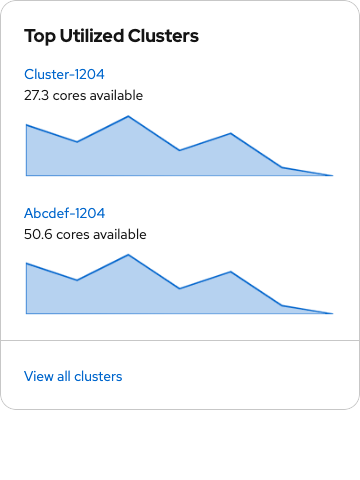 Top Utilized Clusters
Cluster-1204
27.3 cores available
Abcdef-1204
50.6 cores available
View all clusters